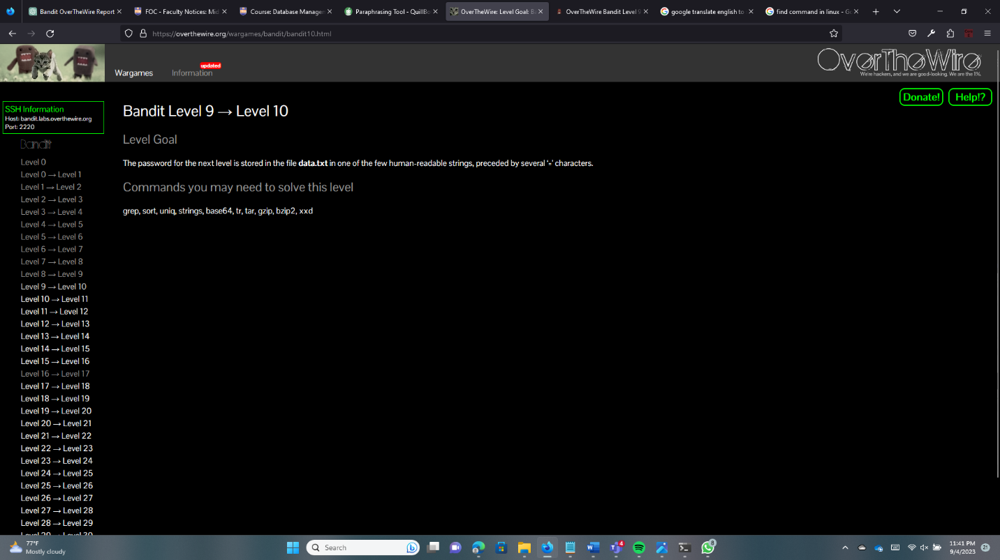 Bandit OverTheWire Report
FOC - Faculty Notices: Mid
Course: Database Managem
Paraphrasing Tool - QuillBo
OverTheWire: Level Goal: Ba
OverTheWire Bandit Level 9
google translate english to
find command in linux - Go
https://overthewire.org/wargames/bandit/bandit10.html
Wargames
Information
updated
OverTheWire
We're hackers, and we are good-looking. We are the 1%.
Donate!
Help!?
SSH Information
Host: bandit.labs.overthewire.org
Port: 2220
Bandit
Level 0
Level 0 → Level 1
Level 1 → Level 2
Level 2 → Level 3
Level 3 → Level 4
Level 4 → Level 5
Level 5 → Level 6
Level 6 → Level 7
Level 7 → Level 8
Level 8 → Level 9
Level 9 → Level 10
Level 10 → Level 11
Level 11 → Level 12
Level 12 → Level 13
Level 13 → Level 14
Level 14 → Level 15
Level 15 → Level 16
Level 16 → Level 17
Level 17 → Level 18
Level 18 → Level 19
Level 19 → Level 20
Level 20 → Level 21
Level 21 → Level 22
Level 22 → Level 23
Level 23 → Level 24
Level 24 → Level 25
Level 25 → Level 26
Level 26 → Level 27
Level 27 → Level 28
Level 28 → Level 29
Bandit Level 9 → Level 10
Level Goal
The password for the next level is stored in the file data.txt in one of the few human-readable strings, preceded by several ‘=’ characters.
Commands you may need to solve this level
grep, sort, uniq, strings, base64, tr, tar, gzip, bzip2, xxd
77°F
Mostly cloudy
Search
4
8
11:41 PM
9/4/2023